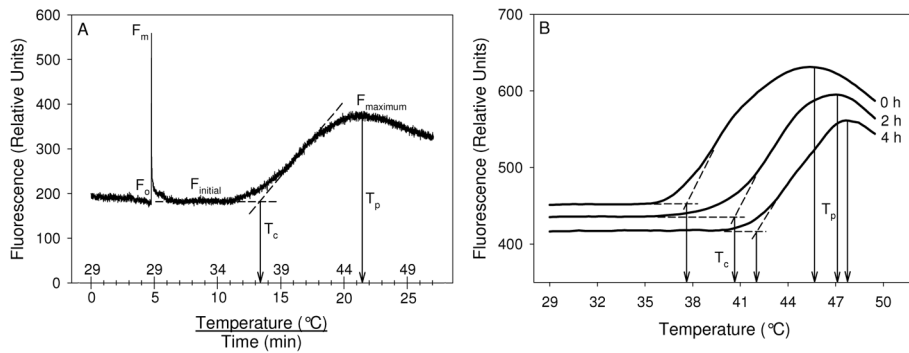 A
Fluorescence (Relative Units)
600
500
400
300
200
100
0
Fm
Fo
Finitial
Fmaximum
Tc
Tp
29 29 34 39 44 49
0 5 10 15 20 25
Temperature (°C)
Time (min)
B
Fluorescence (Relative Units)
700
600
500
400
0 h
2 h
4 h
Tc
Tp
29 32 35 38 41 44 47 50
Temperature (°C)